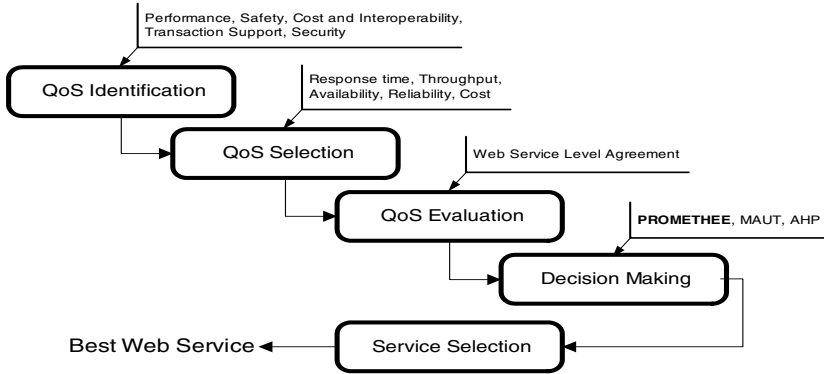 Performance, Safety, Cost and Interoperability,
Transaction Support, Security
QoS Identification
Response time, Throughput,
Availability, Reliability, Cost
QoS Selection
Web Service Level Agreement
QoS Evaluation
PROMETHEE, MAUT, AHP
Decision Making
Best Web Service
Service Selection